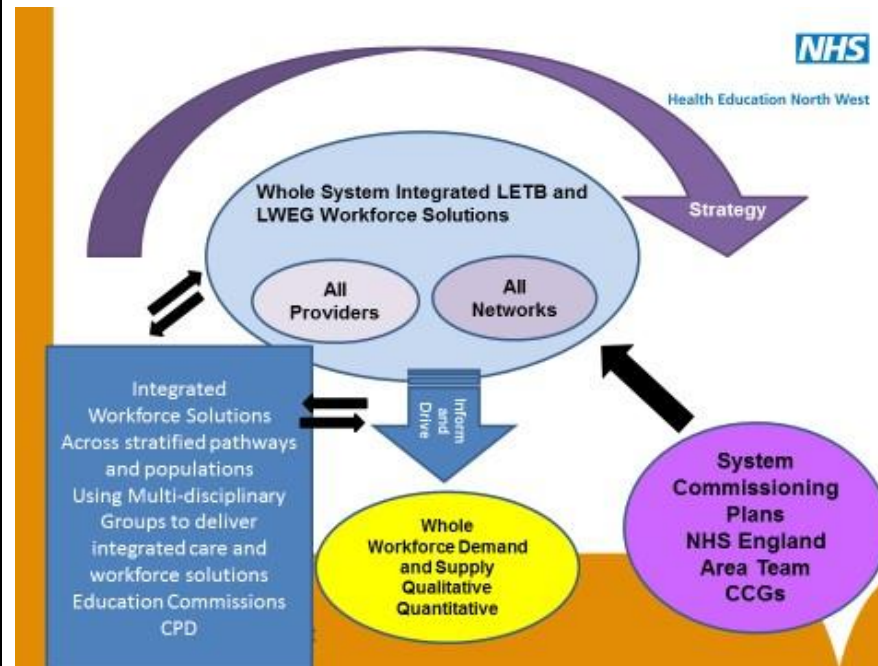 NHS
Health Education North West
Whole System Integrated LETB and
LWEG Workforce Solutions
Strategy
All
Providers
All
Networks
Integrated
Workforce Solutions
Across stratified pathways
and populations
Using Multi-disciplinary
Groups to deliver
integrated care and
workforce solutions
Education Commissions
CPD
Inform
and
Drive
Whole
Workforce Demand
and Supply
Qualitative
Quantitative
System
Commissioning
Plans
NHS England
Area Team
CCGs